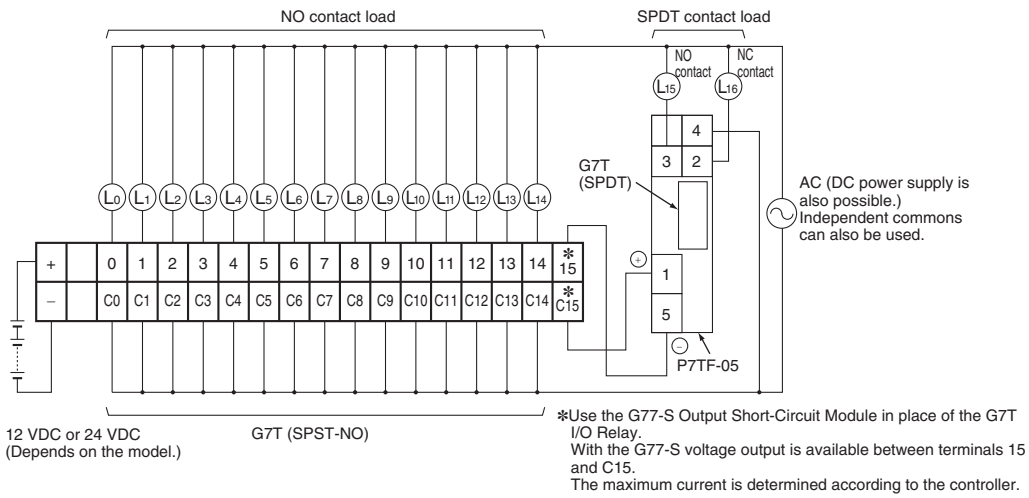 NO contact load
SPDT contact load
NO
contact
NC
contact
L15
L16
4
3 2
G7T
(SPDT)
AC (DC power supply is
also possible.)
Independent commons
can also be used.
L0 L1 L2 L3 L4 L5 L6 L7 L8 L9 L10 L11 L12 L13 L14
+ 0 1 2 3 4 5 6 7 8 9 10 11 12 13 14 ✻
15
− C0 C1 C2 C3 C4 C5 C6 C7 C8 C9 C10 C11 C12 C13 C14 ✻
C15
+
1
5
−
P7TF-05
12 VDC or 24 VDC
(Depends on the model.)
G7T (SPST-NO)
✻Use the G77-S Output Short-Circuit Module in place of the G7T
I/O Relay.
With the G77-S voltage output is available between terminals 15
and C15.
The maximum current is determined according to the controller.